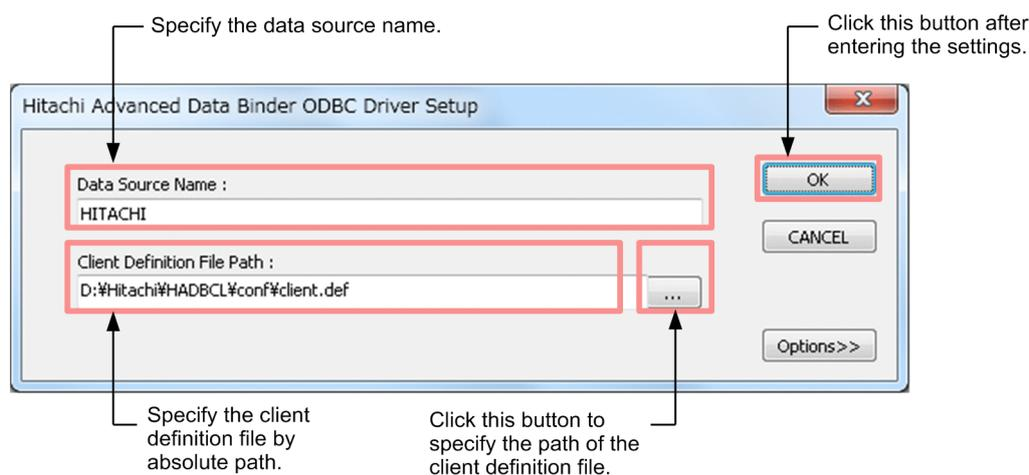 Specify the data source name.
Click this button after
entering the settings.
Hitachi Advanced Data Binder ODBC Driver Setup
Data Source Name :
HITACHI
OK
CANCEL
Client Definition File Path :
D:¥Hitachi¥HADBCL¥conf¥client.def
...
Options>>
Specify the client
definition file by
absolute path.
Click this button to
specify the path of the
client definition file.